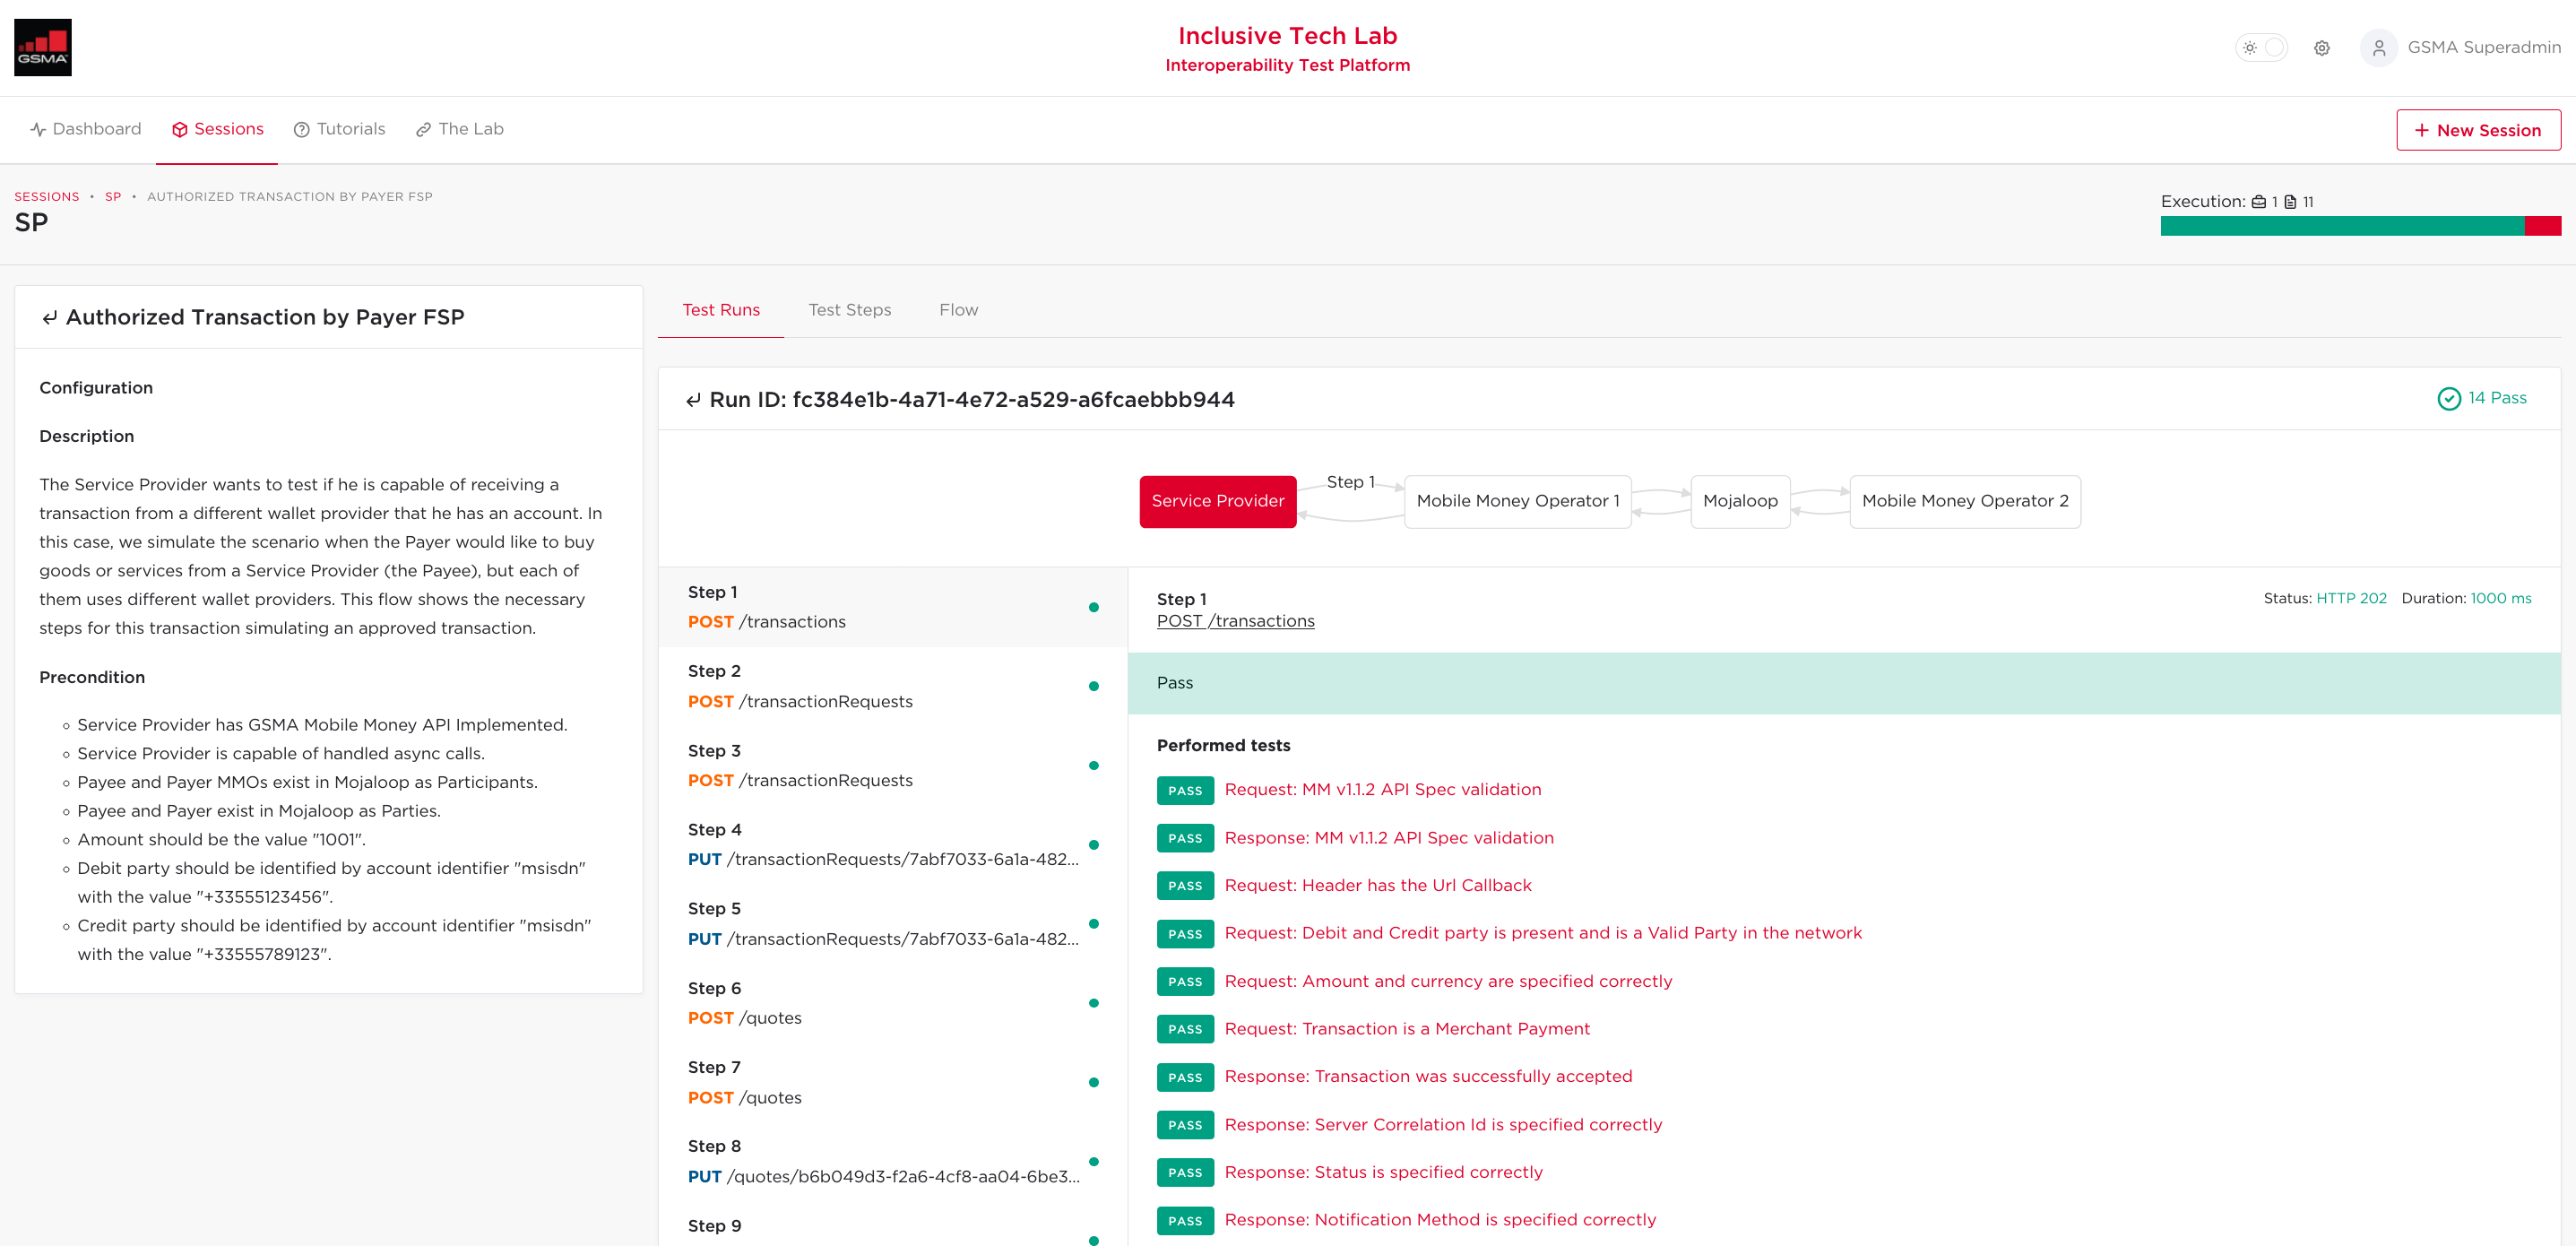 GSMA
Inclusive Tech Lab
Interoperability Test Platform
GSMA Superadmin
Dashboard
Sessions
Tutorials
The Lab
+ New Session
SESSIONS • SP • AUTHORIZED TRANSACTION BY PAYER FSP
SP
Execution: 1 11
Authorized Transaction by Payer FSP
Configuration
Description
The Service Provider wants to test if he is capable of receiving a
transaction from a different wallet provider that he has an account. In
this case, we simulate the scenario when the Payer would like to buy
goods or services from a Service Provider (the Payee), but each of
them uses different wallet providers. This flow shows the necessary
steps for this transaction simulating an approved transaction.
Precondition
Service Provider has GSMA Mobile Money API Implemented.
Service Provider is capable of handled async calls.
Payee and Payer MMOs exist in Mojaloop as Participants.
Payee and Payer exist in Mojaloop as Parties.
Amount should be the value "1001".
Debit party should be identified by account identifier "msisdn"
with the value "+33555123456".
Credit party should be identified by account identifier "msisdn"
with the value "+33555789123".
Test Runs
Test Steps
Flow
Run ID: fc384e1b-4a71-4e72-a529-a6fcaebbb944
14 Pass
Service Provider
Step 1
Mobile Money Operator 1
Mojaloop
Mobile Money Operator 2
Step 1
POST /transactions
Step 2
POST /transactionRequests
Step 3
POST /transactionRequests
Step 4
PUT /transactionRequests/7abf7033-6a1a-482...
Step 5
PUT /transactionRequests/7abf7033-6a1a-482...
Step 6
POST /quotes
Step 7
POST /quotes
Step 8
PUT /quotes/b6b049d3-f2a6-4cf8-aa04-6be3...
Step 9
Step 1
POST /transactions
Status: HTTP 202 Duration: 1000 ms
Pass
Performed tests
PASS Request: MM v1.1.2 API Spec validation
PASS Response: MM v1.1.2 API Spec validation
PASS Request: Header has the Url Callback
PASS Request: Debit and Credit party is present and is a Valid Party in the network
PASS Request: Amount and currency are specified correctly
PASS Request: Transaction is a Merchant Payment
PASS Response: Transaction was successfully accepted
PASS Response: Server Correlation Id is specified correctly
PASS Response: Status is specified correctly
PASS Response: Notification Method is specified correctly